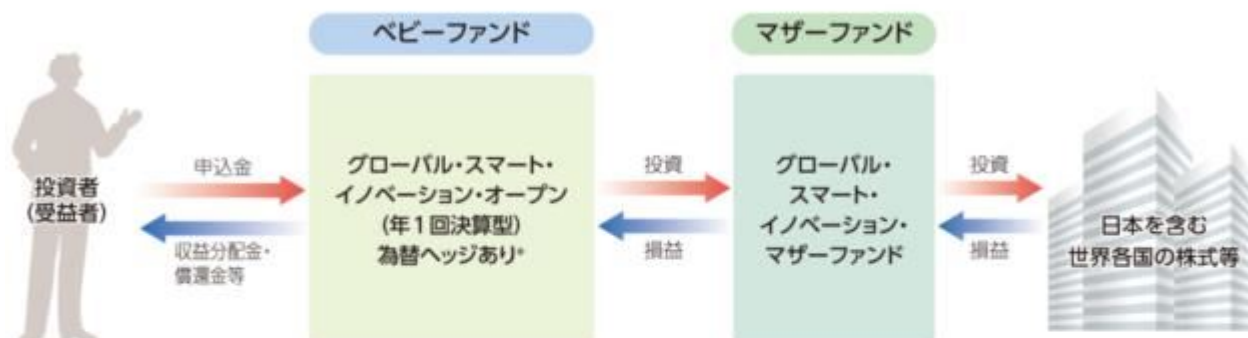 ベビーファンド
マザーファンド
投資者
（受益者）
申込金
収益分配金・
償還金等
グローバル・スマート・
イノベーション・オープン
（年1回決算型）
為替ヘッジあり*
投資
損益
グローバル・
スマート・
イノベーション・
マザーファンド
投資
損益
日本を含む
世界各国の株式等